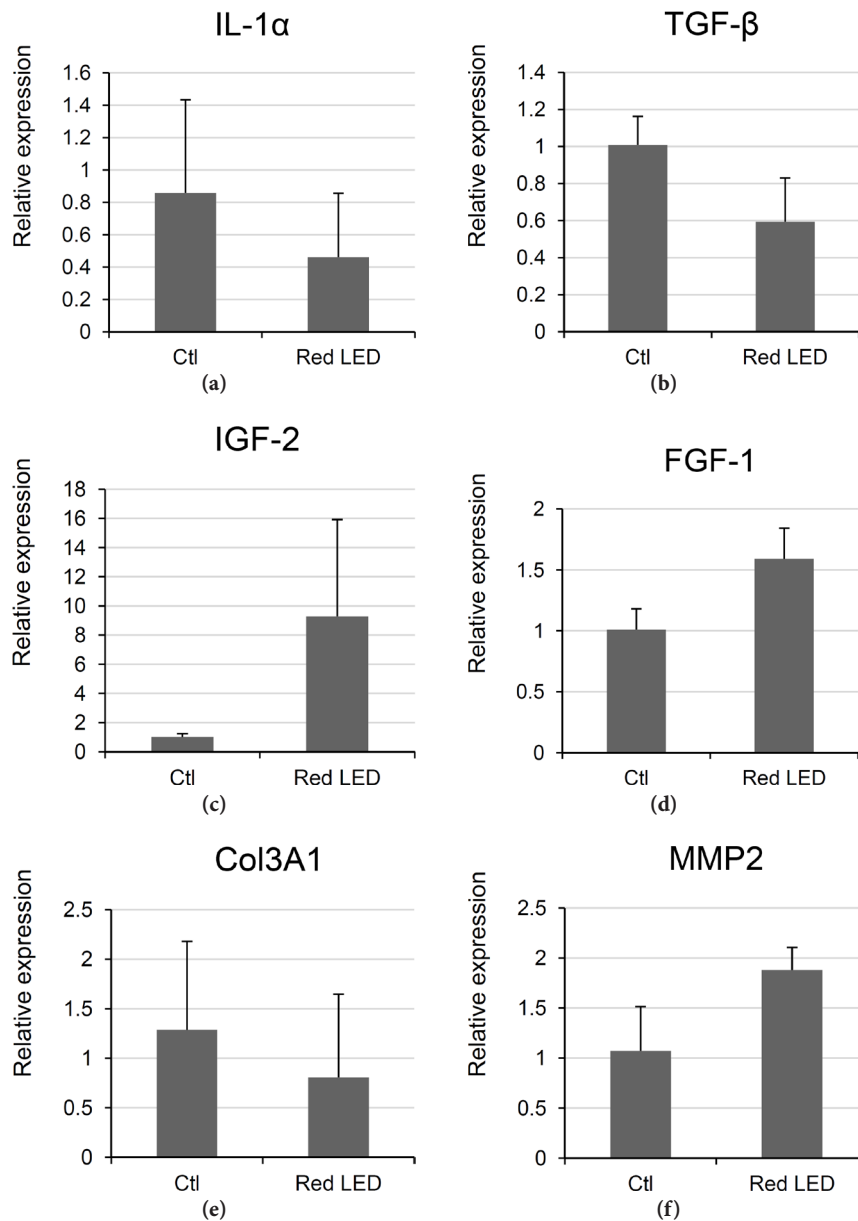 IL-1α
Relative expression
1.6
1.4
1.2
1
0.8
0.6
0.4
0.2
0
Ctl Red LED
(a)
TGF-β
Relative expression
1.4
1.2
1
0.8
0.6
0.4
0.2
0
Ctl Red LED
(b)
IGF-2
Relative expression
18
16
14
12
10
8
6
4
2
0
Ctl Red LED
(c)
FGF-1
Relative expression
2
1.5
1
0.5
0
Ctl Red LED
(d)
Col3A1
Relative expression
2.5
2
1.5
1
0.5
0
Ctl Red LED
(e)
MMP2
Relative expression
2.5
2
1.5
1
0.5
0
Ctl Red LED
(f)